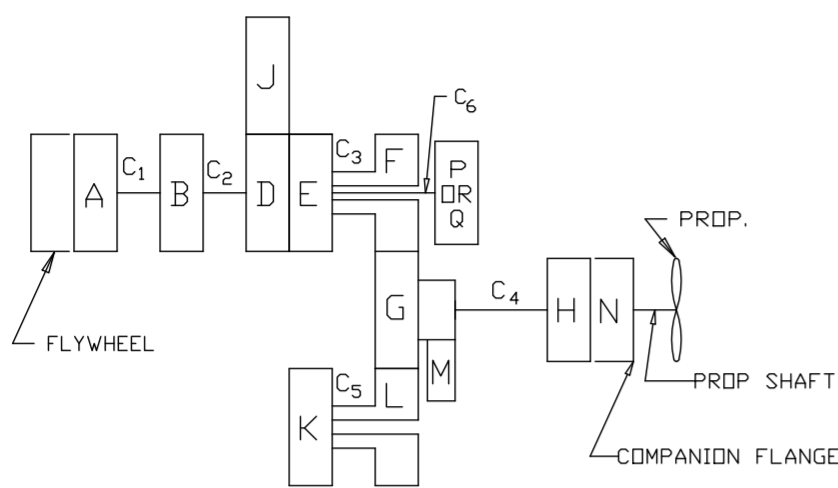 J
C3
C6
F
P
OR
Q
A
C1
B
C2
D
E
PROP.
G
C4
H
N
FLYWHEEL
M
C5
L
K
PROP SHAFT
COMPANION FLANGE